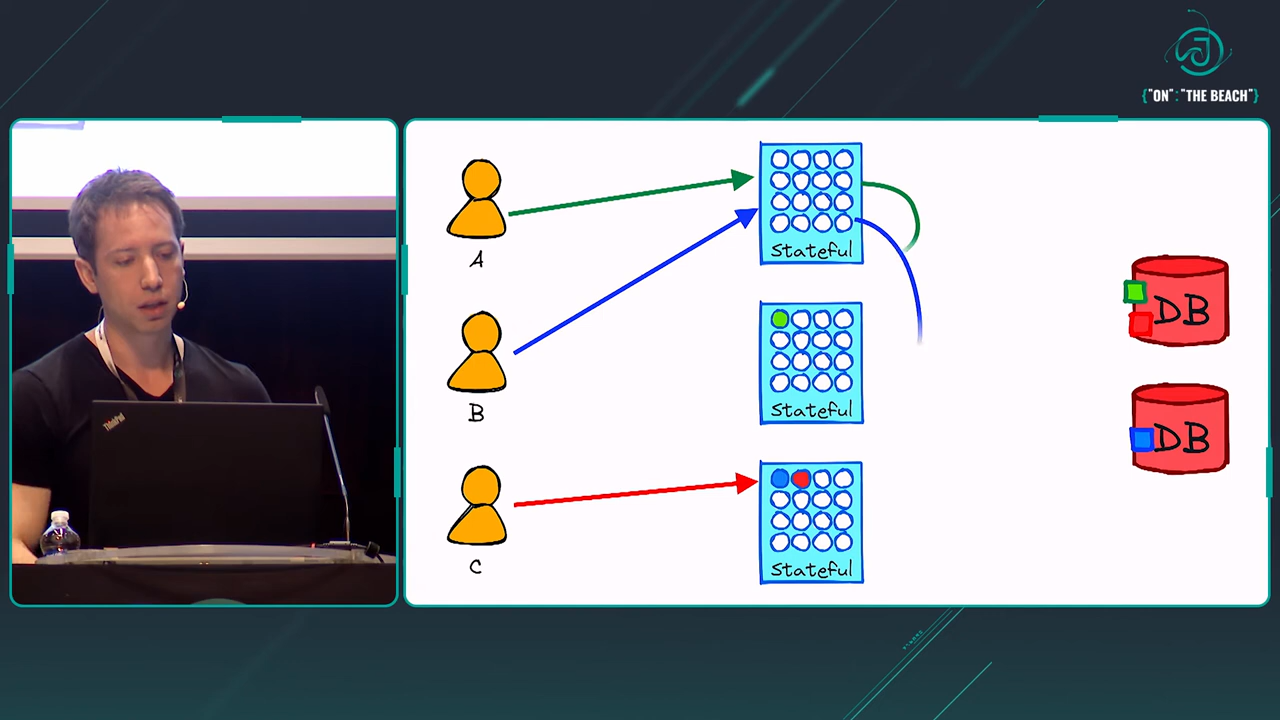 {"ON":"THE BEACH"}
ThinkPad
A
B
C
Stateful
Stateful
Stateful
DB
DB